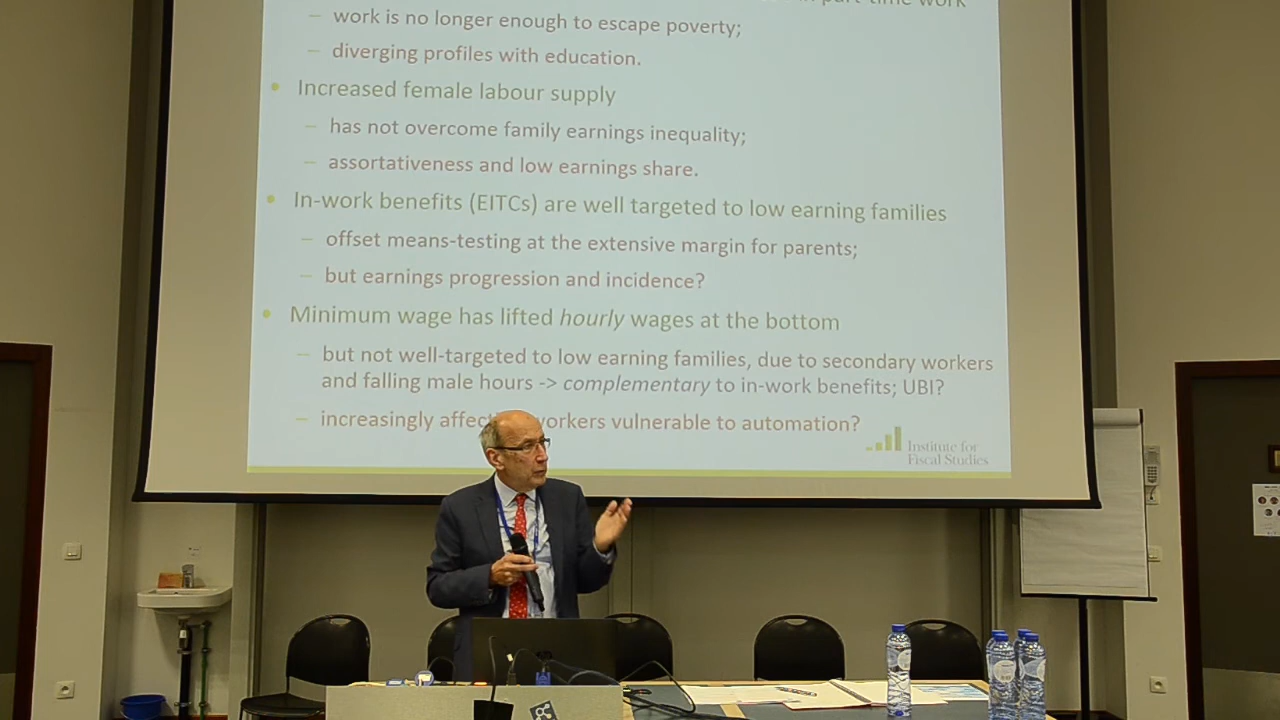 in part-time work
– work is no longer enough to escape poverty;
– diverging profiles with education.
• Increased female labour supply
– has not overcome family earnings inequality;
– assortativeness and low earnings share.
• In-work benefits (EITCs) are well targeted to low earning families
– offset means-testing at the extensive margin for parents;
– but earnings progression and incidence?
• Minimum wage has lifted hourly wages at the bottom
– but not well-targeted to low earning families, due to secondary workers
and falling male hours -> complementary to in-work benefits; UBI?
– increasingly affect workers vulnerable to automation?
Institute for
Fiscal Studies